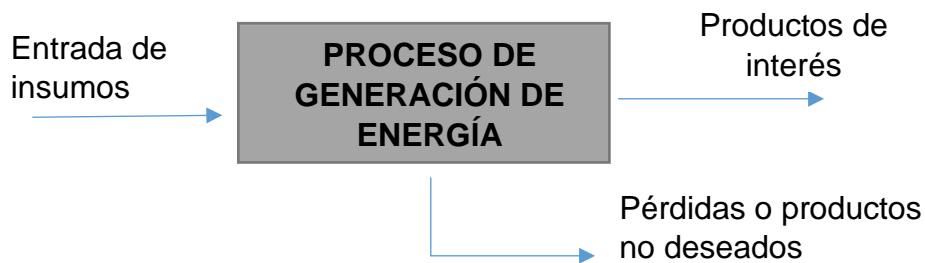 Entrada de
insumos
PROCESO DE
GENERACIÓN DE
ENERGÍA
Productos de
interés
Pérdidas o productos
no deseados